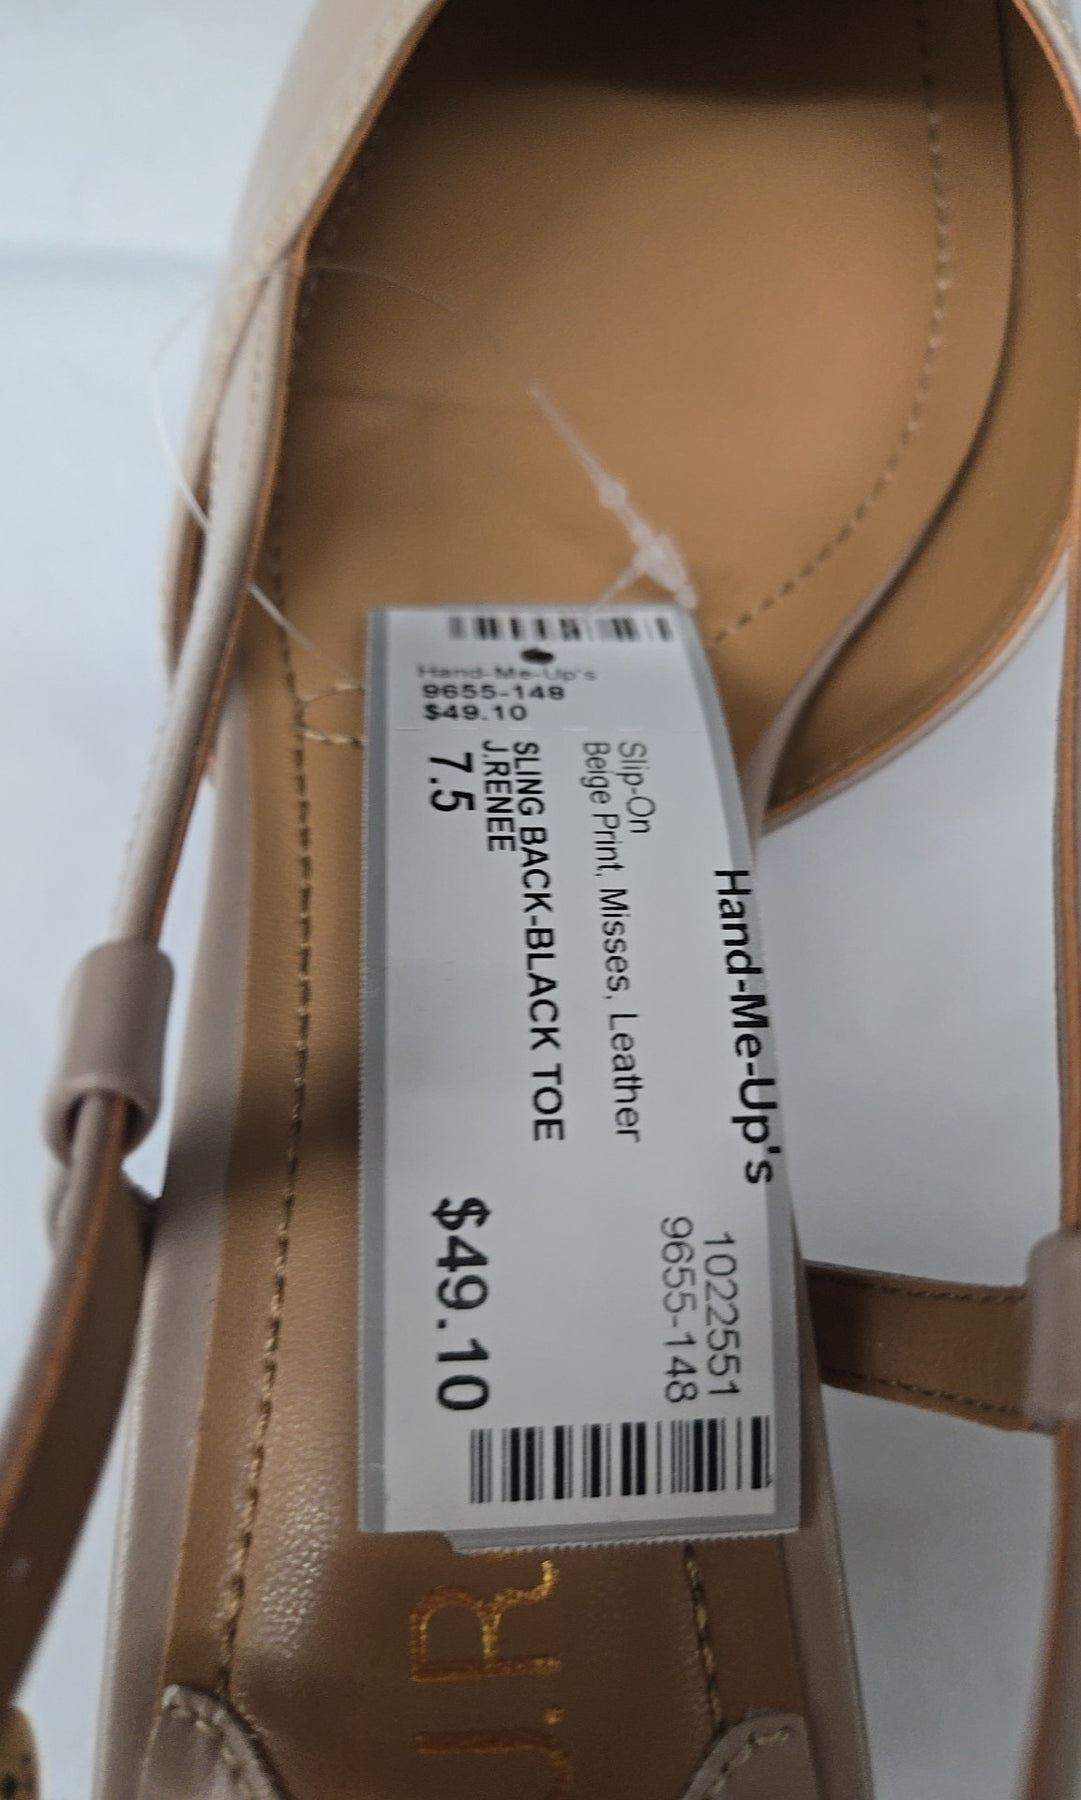 Hand-Me-Up's
9655-148
$49.10
Hand-Me-Up's
1022551
9655-148
Slip-On
Beige Print, Misses, Leather
SLING BACK-BLACK TOE
J.RENEE
7.5
$49.10
J.R